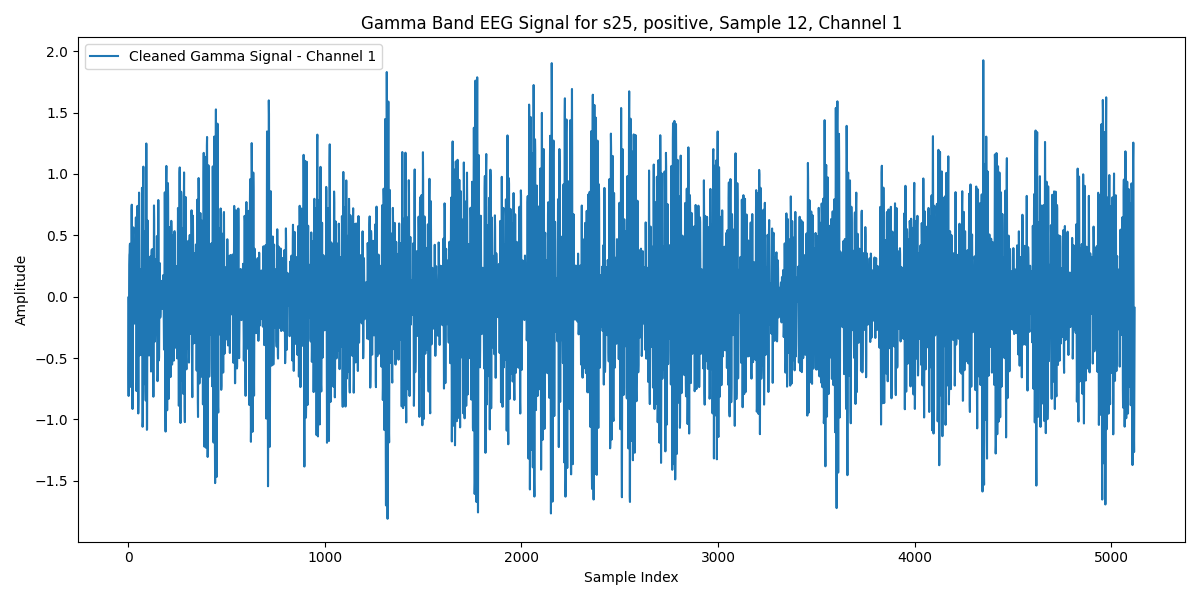 Gamma Band EEG Signal for s25, positive, Sample 12, Channel 1
Cleaned Gamma Signal - Channel 1
Amplitude
2.0
1.5
1.0
0.5
0.0
−0.5
−1.0
−1.5
0 1000 2000 3000 4000 5000
Sample Index